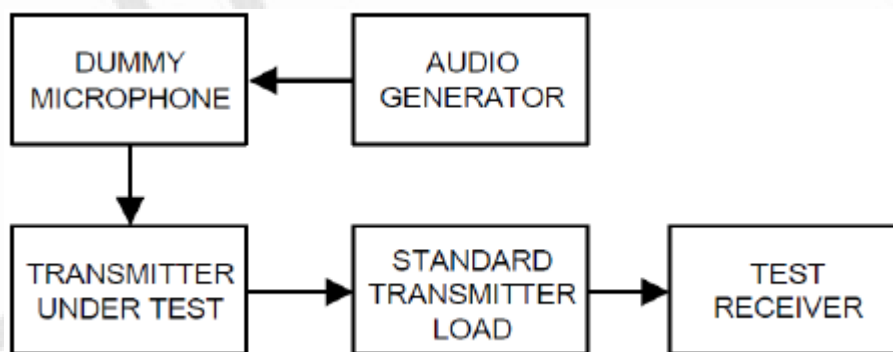 DUMMY
MICROPHONE
AUDIO
GENERATOR
TRANSMITTER
UNDER TEST
STANDARD
TRANSMITTER
LOAD
TEST
RECEIVER